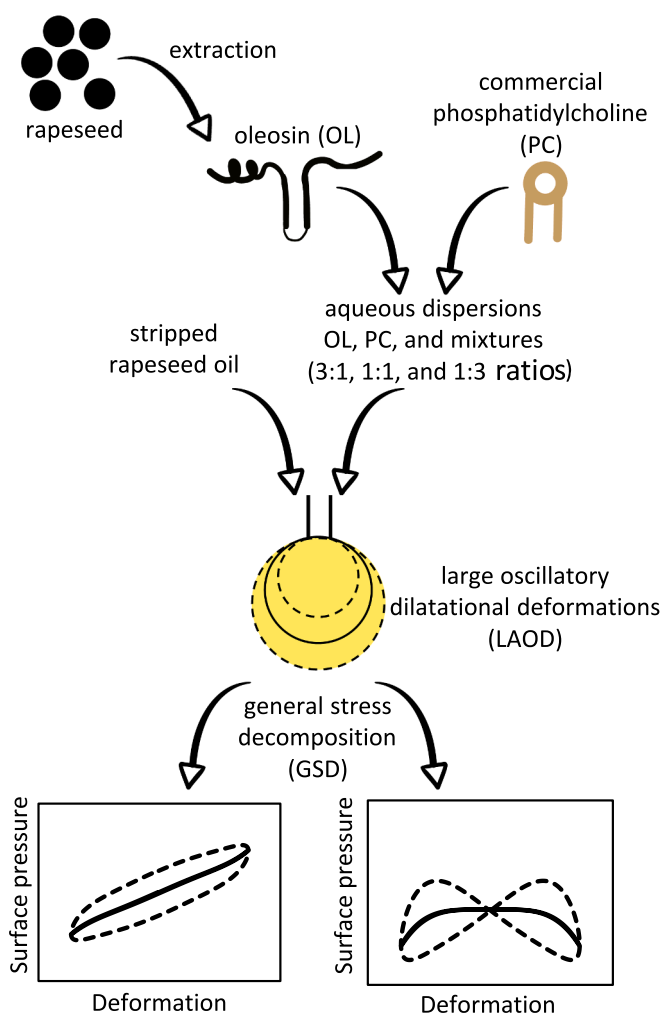 extraction
rapeseed
oleosin (OL)
commercial
phosphatidylcholine
(PC)
aqueous dispersions
OL, PC, and mixtures
(3:1, 1:1, and 1:3 ratios)
stripped
rapeseed oil
large oscillatory
dilatational deformations
(LAOD)
general stress
decomposition
(GSD)
Surface pressure
Deformation
Surface pressure
Deformation